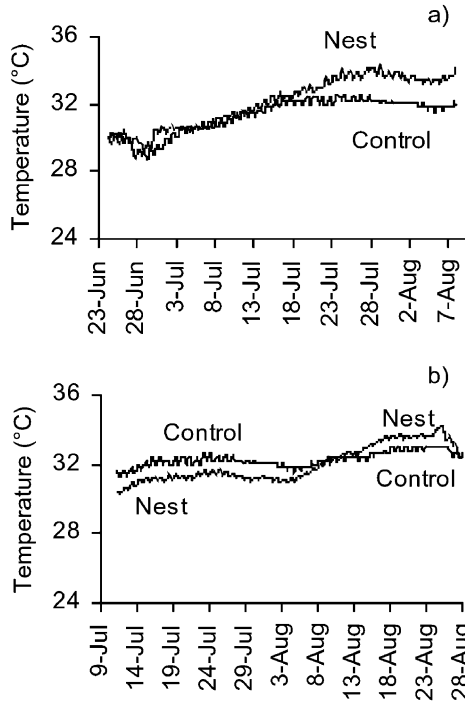 a)
Temperature (°C)
36
32
28
24
Nest
Control
23-Jun
28-Jun
3-Jul
8-Jul
13-Jul
18-Jul
23-Jul
28-Jul
2-Aug
7-Aug
b)
Temperature (°C)
36
32
28
24
Control
Nest
Nest
Control
9-Jul
14-Jul
19-Jul
24-Jul
29-Jul
3-Aug
8-Aug
13-Aug
18-Aug
23-Aug
28-Aug